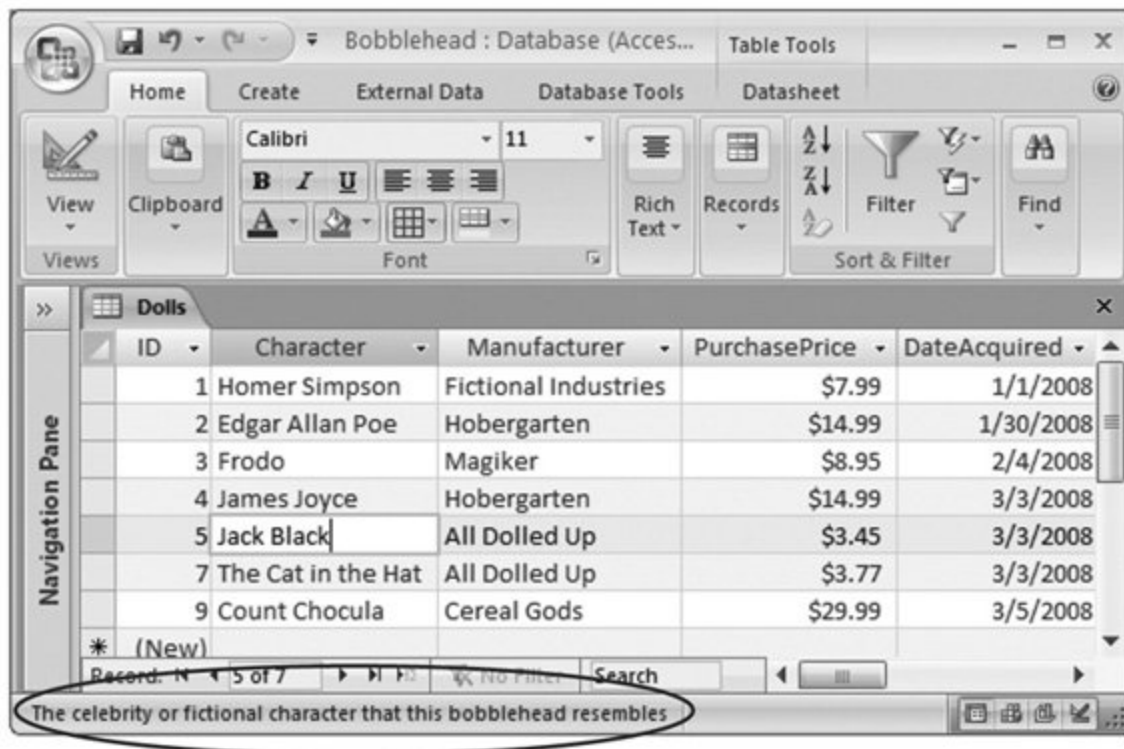 Bobblehead : Database (Acces...
Table Tools
Home Create External Data Database Tools Datasheet
View
Clipboard
Calibri 11
B I U
A
Rich Text
Records
Filter
Find
Views
Font
Sort & Filter
Dolls
Navigation Pane
ID Character Manufacturer PurchasePrice DateAcquired
1 Homer Simpson Fictional Industries $7.99 1/1/2008
2 Edgar Allan Poe Hobergarten $14.99 1/30/2008
3 Frodo Magiker $8.95 2/4/2008
4 James Joyce Hobergarten $14.99 3/3/2008
5 Jack Black All Dolled Up $3.45 3/3/2008
7 The Cat in the Hat All Dolled Up $3.77 3/3/2008
9 Count Chocula Cereal Gods $29.99 3/5/2008
* (New)
Record: 5 of 7 No Filter Search
The celebrity or fictional character that this bobblehead resembles